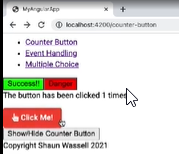 MyAngularApp
localhost:4200/counter-button
Counter Button
Event Handling
Multiple Choice
Success!! Danger
The button has been clicked 1 times
Click Me!
Show/Hide Counter Button
Copyright Shaun Wassell 2021